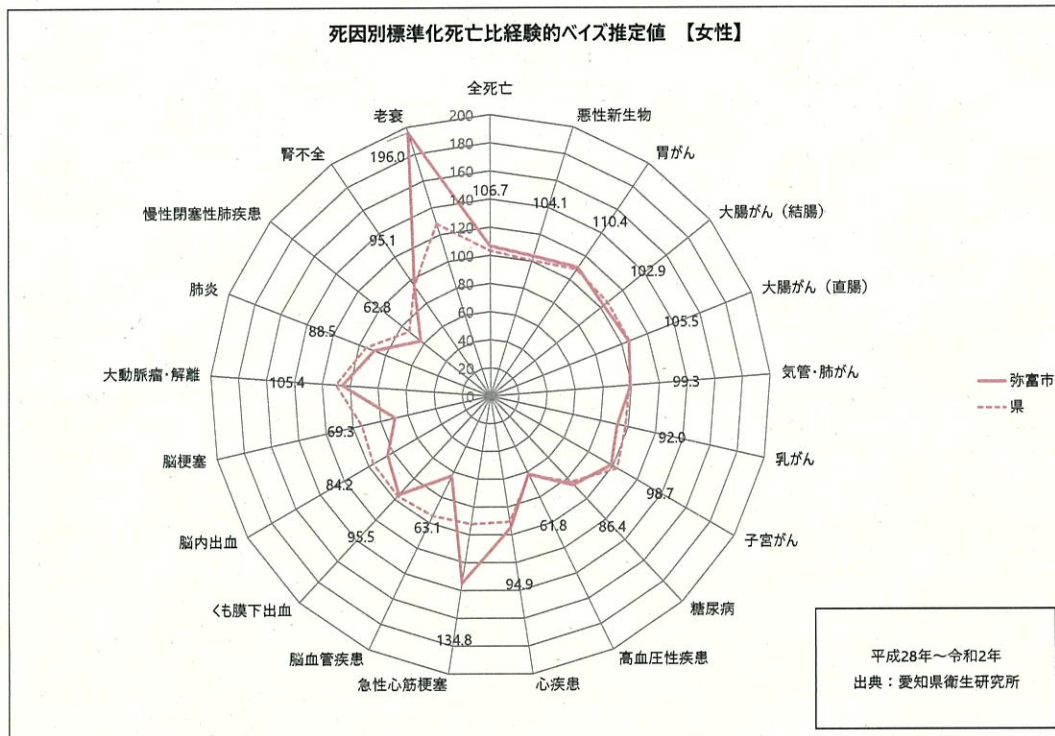 死因別標準化死亡比経験的ベイズ推定値 【女性】
全死亡
悪性新生物
胃がん
大腸がん（結腸）
大腸がん（直腸）
気管・肺がん
乳がん
子宮がん
糖尿病
高血圧性疾患
心疾患
急性心筋梗塞
脳血管疾患
くも膜下出血
脳内出血
脳梗塞
大動脈瘤・解離
肺炎
慢性閉塞性肺疾患
腎不全
老衰
200
180
160
140
120
100
80
60
40
20
0
106.7
104.1
110.4
102.9
105.5
99.3
92.0
98.7
86.4
61.8
94.9
134.8
63.1
95.5
84.2
69.3
105.4
88.5
62.8
95.1
196.0
弥富市
県
平成28年～令和2年
出典：愛知県衛生研究所